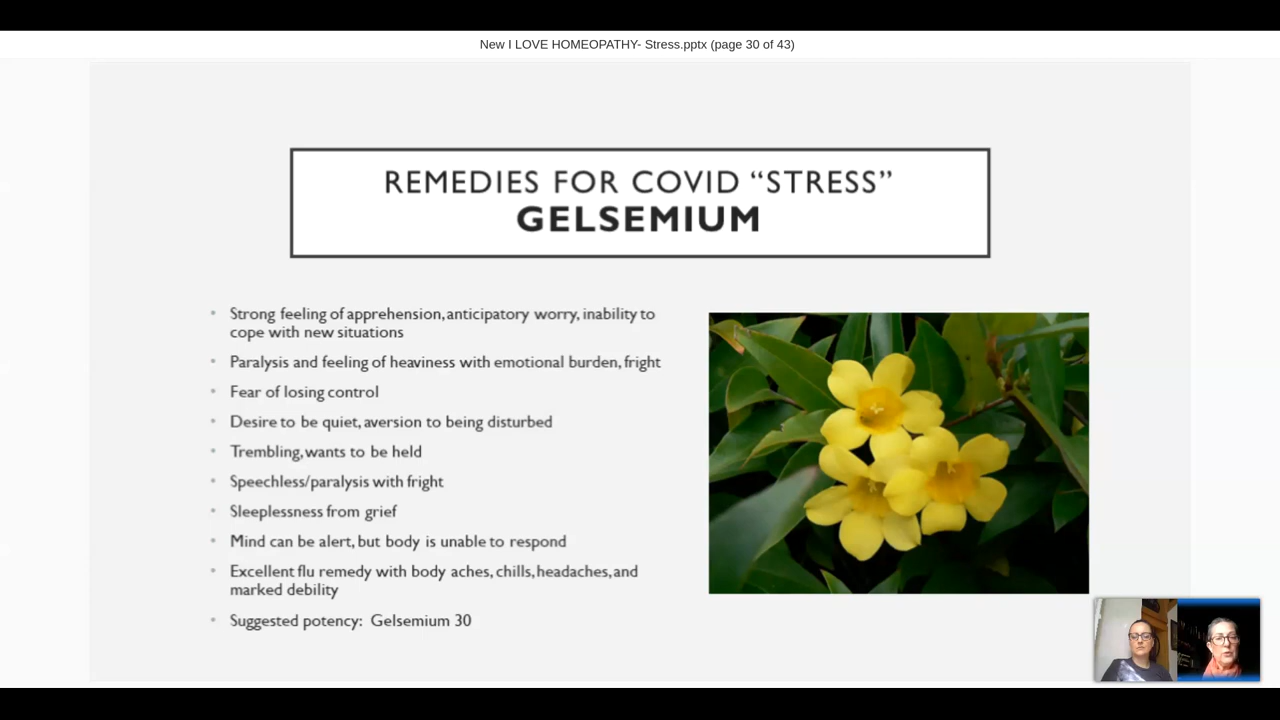 New I LOVE HOMEOPATHY- Stress.pptx (page 30 of 43)
REMEDIES FOR COVID “STRESS”
GELSEMIUM
• Strong feeling of apprehension, anticipatory worry, inability to
cope with new situations
• Paralysis and feeling of heaviness with emotional burden, fright
• Fear of losing control
• Desire to be quiet, aversion to being disturbed
• Trembling, wants to be held
• Speechless/paralysis with fright
• Sleeplessness from grief
• Mind can be alert, but body is unable to respond
• Excellent flu remedy with body aches, chills, headaches, and
marked debility
• Suggested potency: Gelsemium 30